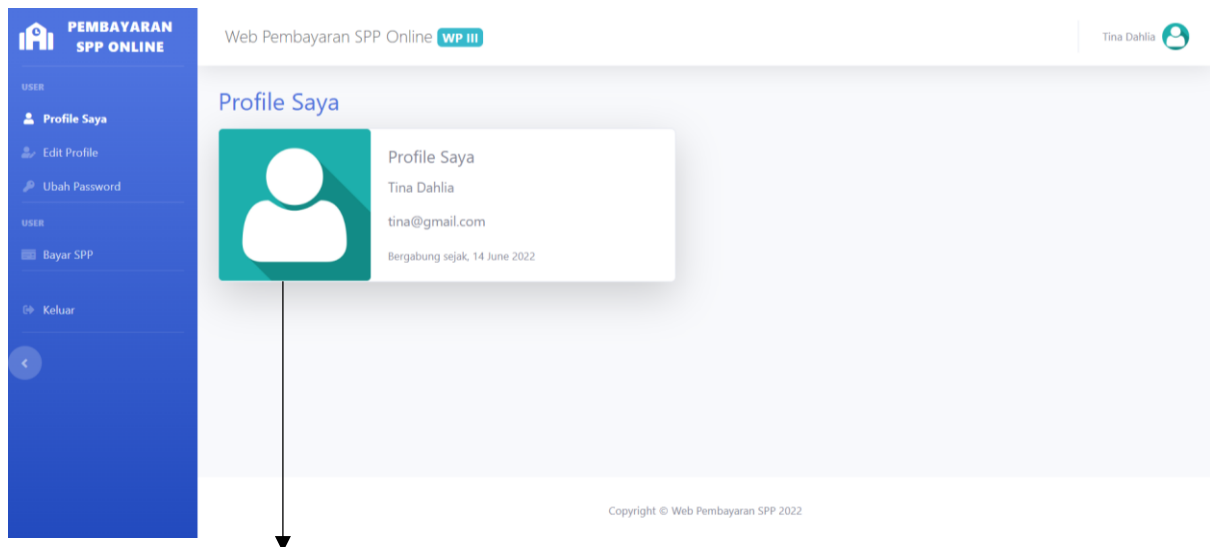 PEMBAYARAN
SPP ONLINE
Web Pembayaran SPP Online WP III
Tina Dahlia
USER
Profile Saya
Edit Profile
Ubah Password
USER
Bayar SPP
Keluar
Profile Saya
Profile Saya
Tina Dahlia
tina@gmail.com
Bergabung sejak, 14 June 2022
Copyright © Web Pembayaran SPP 2022